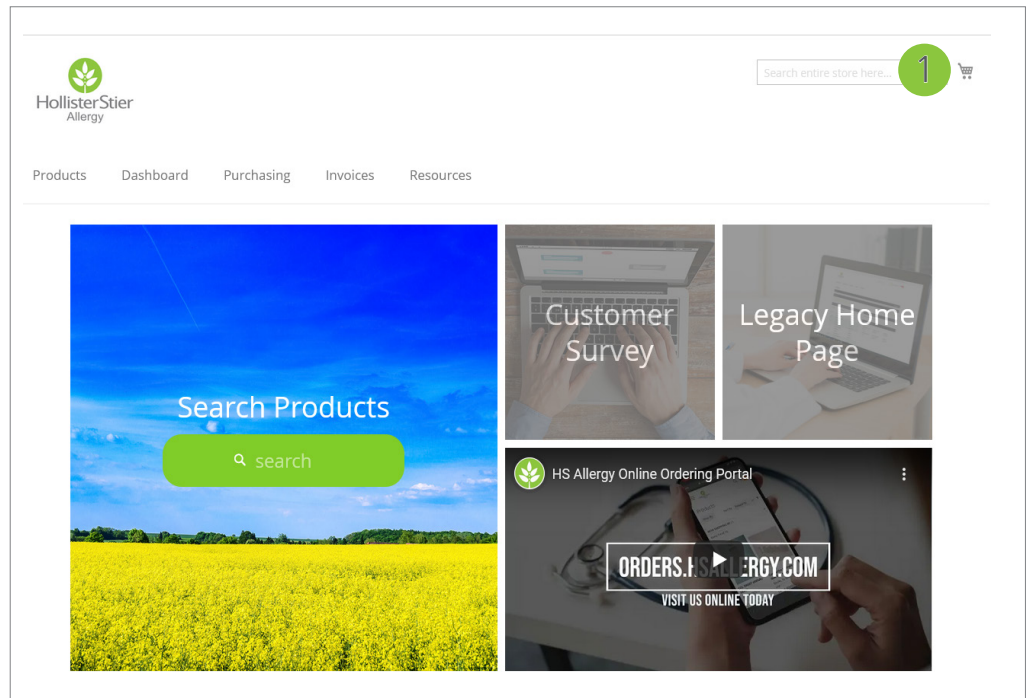 HollisterStier
Allergy
Search entire store here...
1
Products Dashboard Purchasing Invoices Resources
Search Products
search
Customer
Survey
Legacy Home
Page
HS Allergy Online Ordering Portal
VISIT US ONLINE TODAY